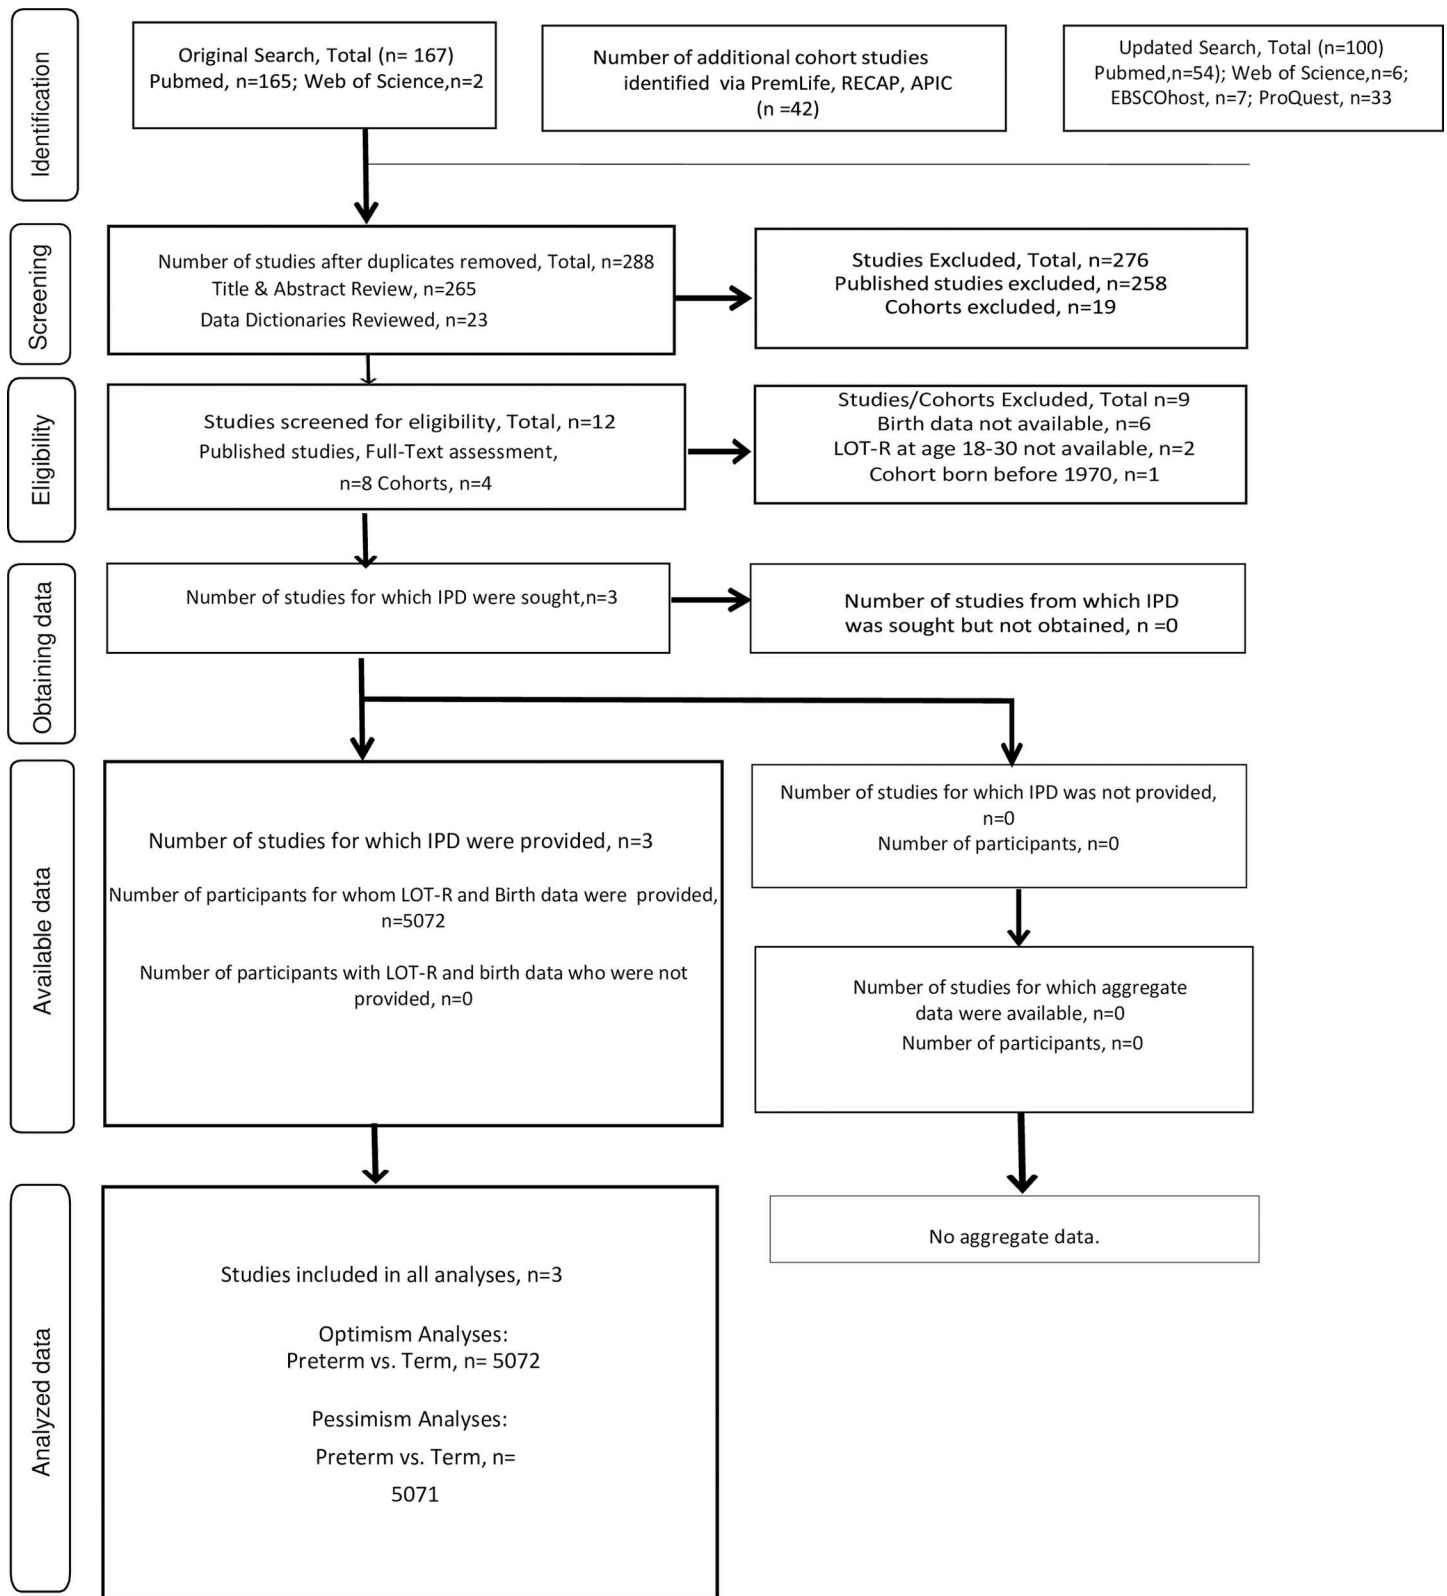 Identification
Original Search, Total (n= 167)
Pubmed, n=165; Web of Science,n=2
Number of additional cohort studies
identified via PremLife, RECAP, APIC
(n =42)
Updated Search, Total (n=100)
Pubmed,n=54); Web of Science,n=6;
EBSCOhost, n=7; ProQuest, n=33
Screening
Number of studies after duplicates removed, Total, n=288
Title & Abstract Review, n=265
Data Dictionaries Reviewed, n=23
Studies Excluded, Total, n=276
Published studies excluded, n=258
Cohorts excluded, n=19
Eligibility
Studies screened for eligibility, Total, n=12
Published studies, Full-Text assessment,
n=8 Cohorts, n=4
Studies/Cohorts Excluded, Total n=9
Birth data not available, n=6
LOT-R at age 18-30 not available, n=2
Cohort born before 1970, n=1
Obtaining data
Number of studies for which IPD were sought,n=3
Number of studies from which IPD
was sought but not obtained, n =0
Available data
Number of studies for which IPD were provided, n=3
Number of participants for whom LOT-R and Birth data were provided,
n=5072
Number of participants with LOT-R and birth data who were not
provided, n=0
Number of studies for which IPD was not provided,
n=0
Number of participants, n=0
Number of studies for which aggregate
data were available, n=0
Number of participants, n=0
Analyzed data
Studies included in all analyses, n=3
Optimism Analyses:
Preterm vs. Term, n= 5072
Pessimism Analyses:
Preterm vs. Term, n=
5071
No aggregate data.